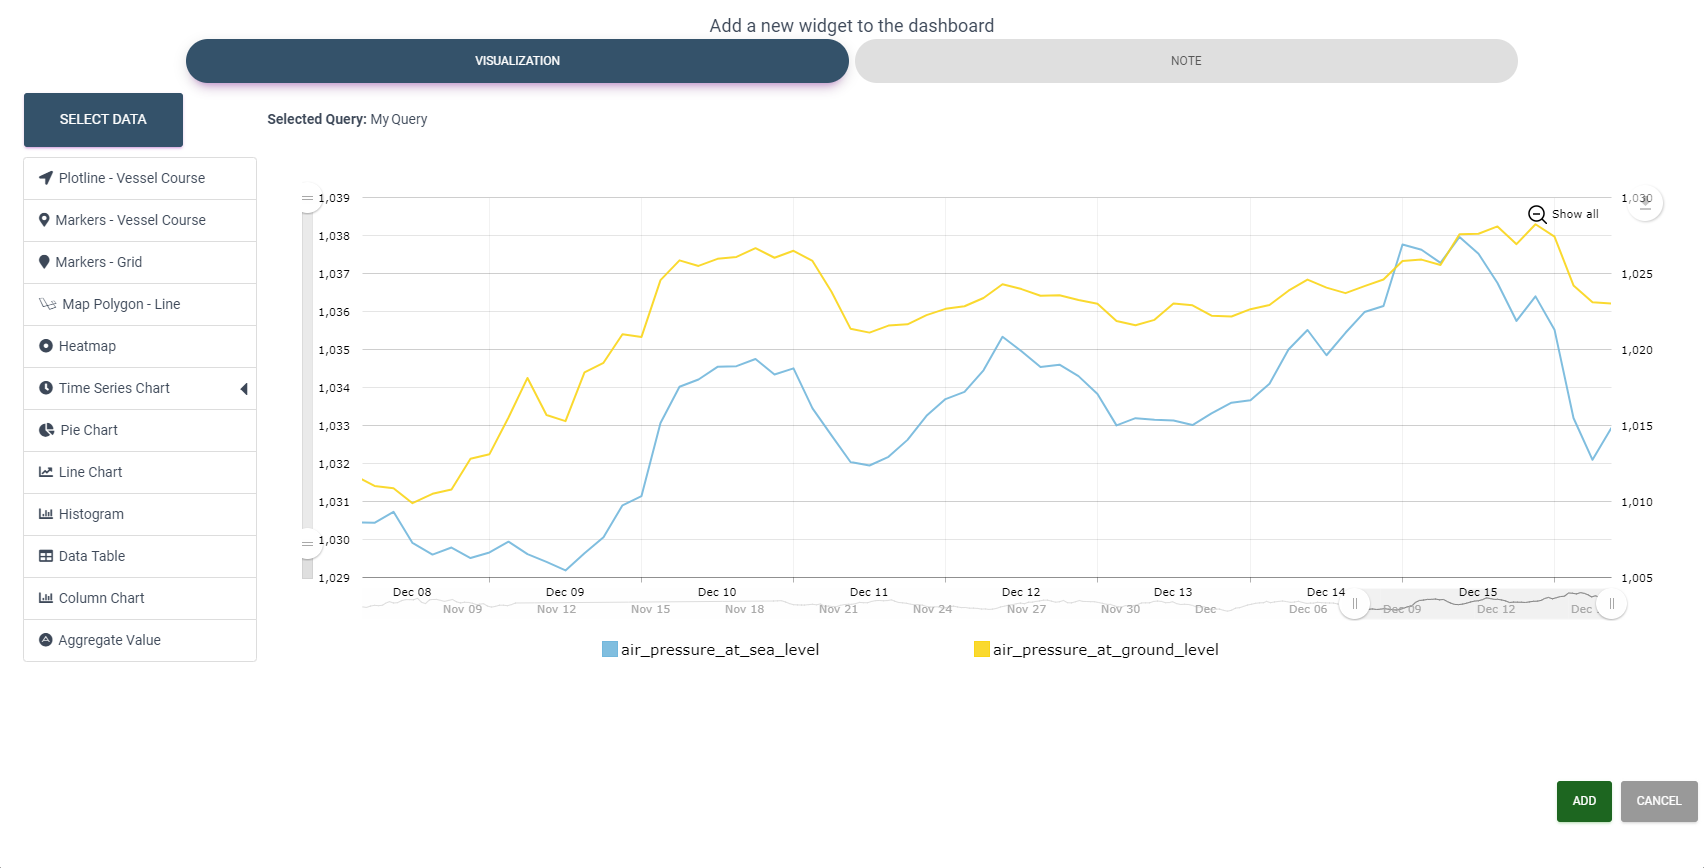 Add a new widget to the dashboard
VISUALIZATION
NOTE
SELECT DATA
Selected Query: My Query
Plotline - Vessel Course
Markers - Vessel Course
Markers - Grid
Map Polygon - Line
Heatmap
Time Series Chart
Pie Chart
Line Chart
Histogram
Data Table
Column Chart
Aggregate Value
1,039
1,038
1,037
1,036
1,035
1,034
1,033
1,032
1,031
1,030
1,029
Show all
1,030
1,025
1,020
1,015
1,010
1,005
Dec 08 Dec 09 Dec 10 Dec 11 Dec 12 Dec 13 Dec 14 Dec 15
Nov 09 Nov 12 Nov 15 Nov 18 Nov 21 Nov 24 Nov 27 Nov 30 Dec Dec 06 Dec 09 Dec 12 Dec
air_pressure_at_sea_level
air_pressure_at_ground_level
ADD
CANCEL